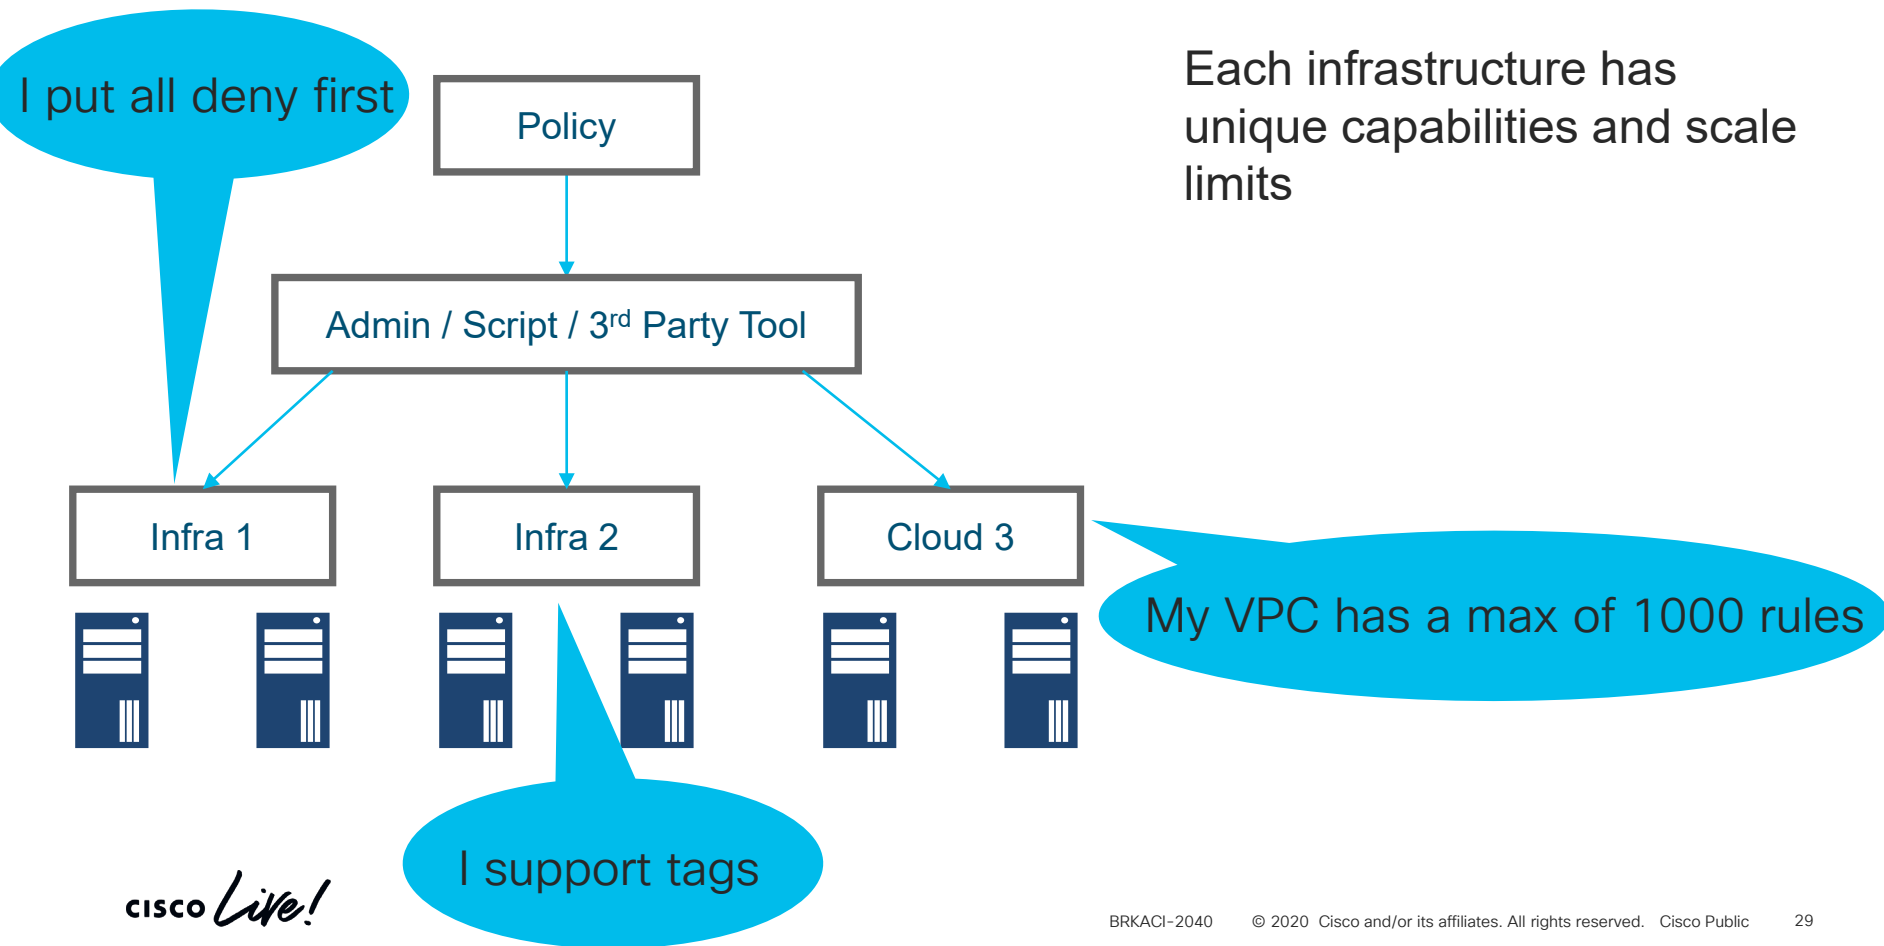 I put all deny first
Policy
Each infrastructure has
unique capabilities and scale
limits
Admin / Script / 3rd Party Tool
Infra 1
Infra 2
Cloud 3
My VPC has a max of 1000 rules
I support tags
CISCO Live!
BRKACI-2040 © 2020 Cisco and/or its affiliates. All rights reserved. Cisco Public 29